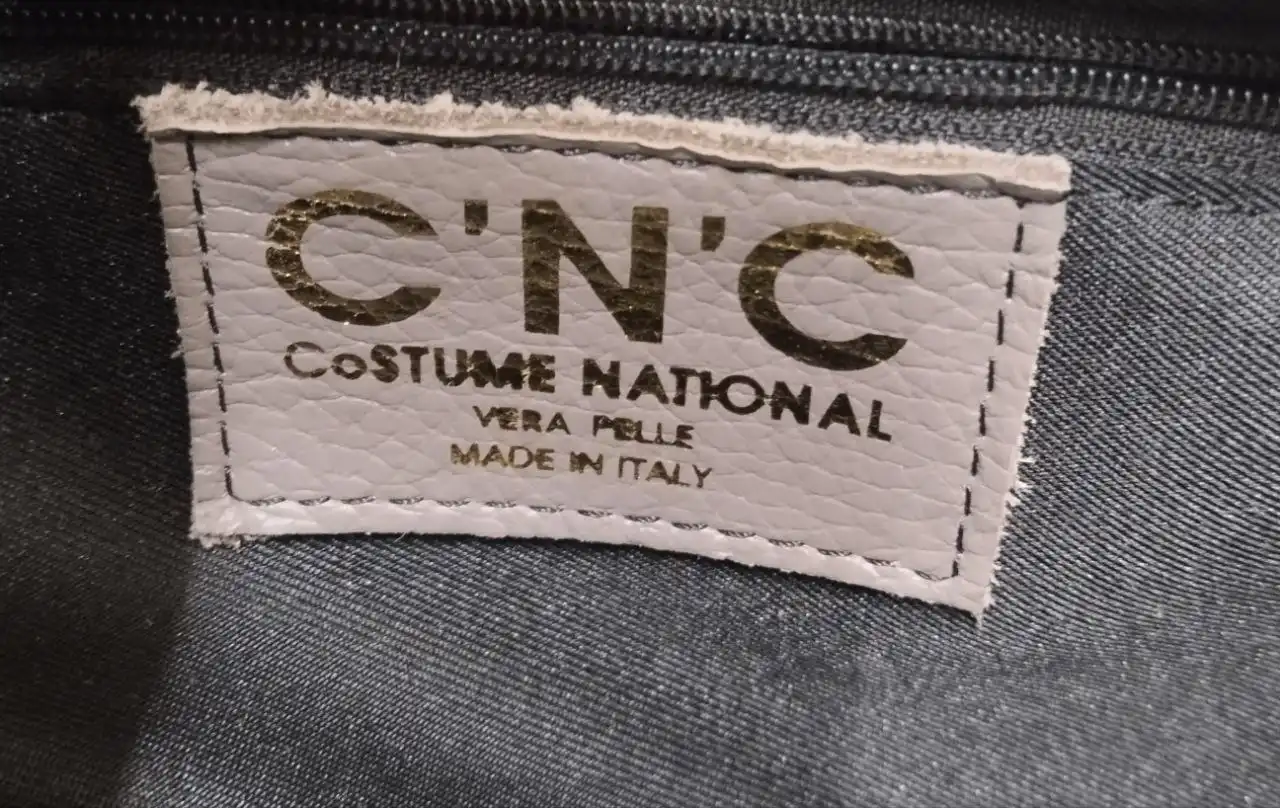 C'N'C
CoSTUME NATIONAL
VERA PELLE
MADE IN ITALY